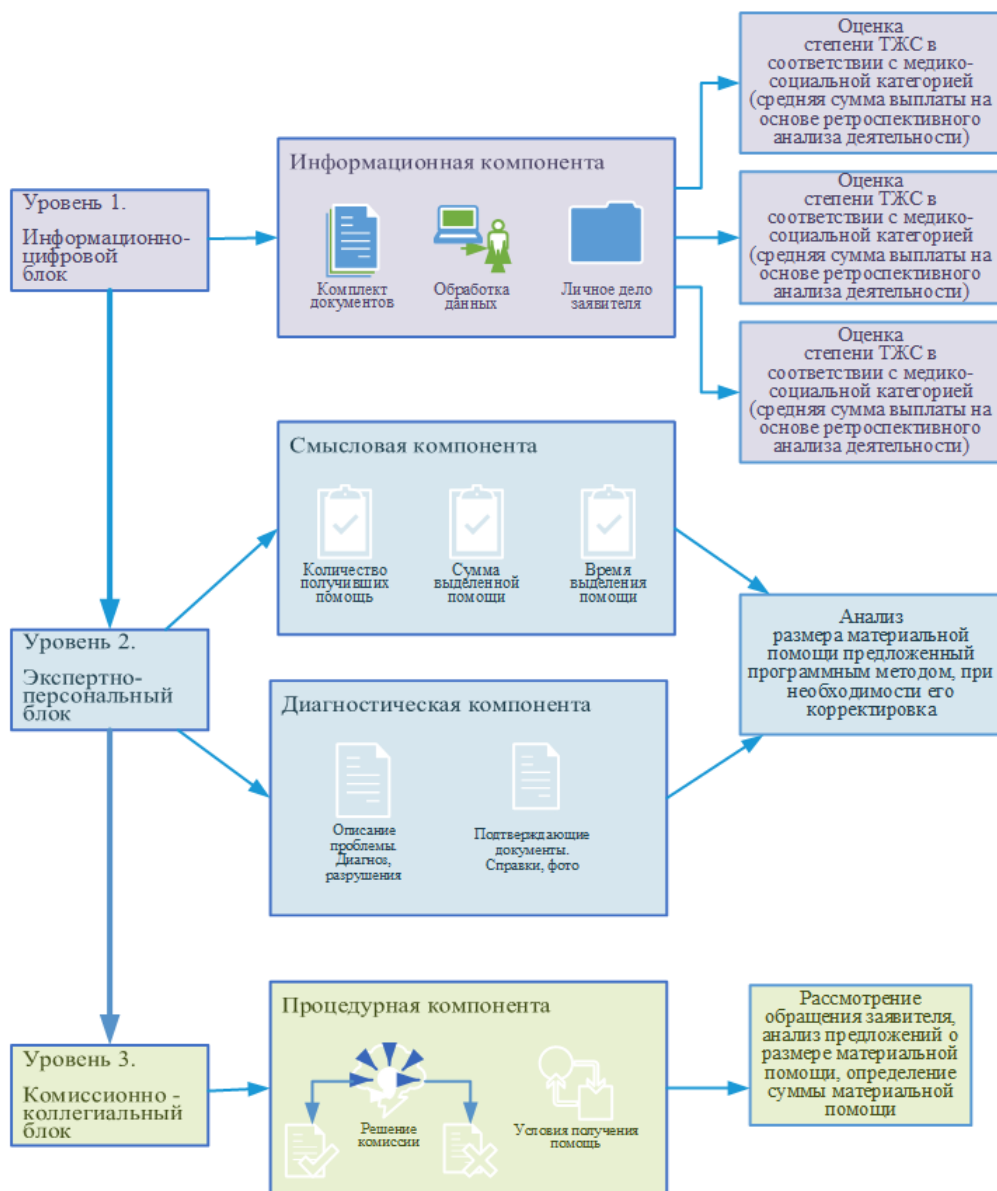 Уровень 1.
Информационно-
цифровой
блок
Информационная компонента
Комплект
документов
Обработка
данных
Личное дело
заявителя
Оценка
степени ТЖС в
соответствии с медико-
социальной категорией
(средняя сумма выплаты на
основе ретроспективного
анализа деятельности)
Оценка
степени ТЖС в
соответствии с медико-
социальной категорией
(средняя сумма выплаты на
основе ретроспективного
анализа деятельности)
Оценка
степени ТЖС в
соответствии с медико-
социальной категорией
(средняя сумма выплаты на
основе ретроспективного
анализа деятельности)
Уровень 2.
Экспертно-
персональный
блок
Смысловая компонента
Количество
получивших
помощь
Сумма
выделенной
помощи
Время
выделения
помощи
Диагностическая компонента
Описание
проблемы.
Диагноз,
разрушения
Подтверждающие
документы.
Справки, фото
Анализ
размера материальной
помощи предложенный
программным методом, при
необходимости его
корректировка
Уровень 3.
Комиссионно -
коллегиальный
блок
Процедурная компонента
Решение
комиссии
Условия получения
помощь
Рассмотрение
обращения заявителя,
анализ предложений о
размере материальной
помощи, определение
суммы материальной
помощи